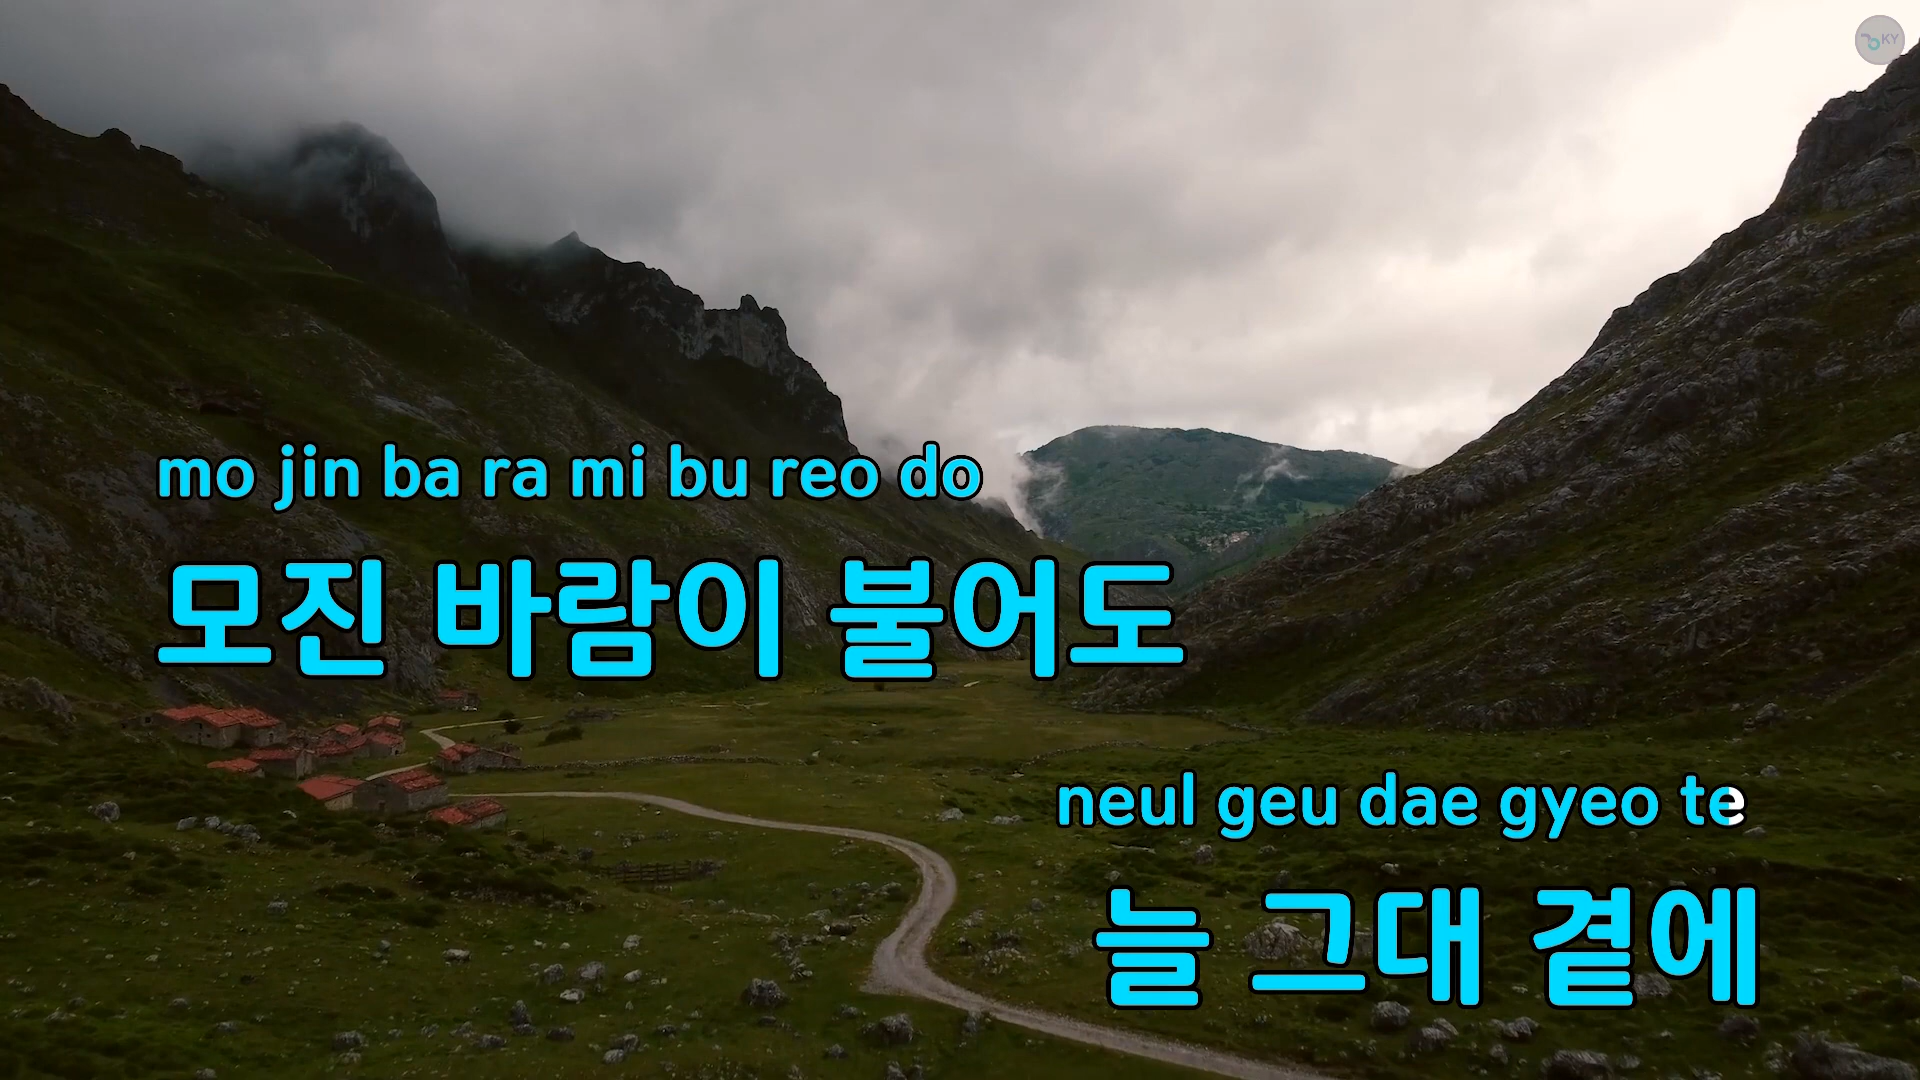 KY
mo jin ba ra mi bu reo do
모진 바람이 불어도
neul geu dae gyeo te
늘 그대 곁에